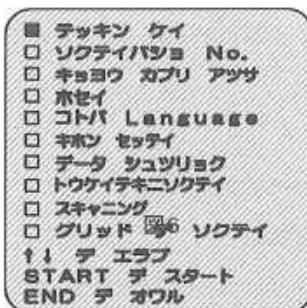 ■ テッキン ケイ
□ ソクテイバショ No.
□ キョヨウ カブリ アツサ
□ ホセイ
□ コトバ Language
□ キホン セッテイ
□ データ シュツリョク
□ トウケイテキニソクテイ
□ スキャニング
□ グリッド デ ソクテイ
↑↓ デ エラブ
START デ スタート
END デ オワル
図6